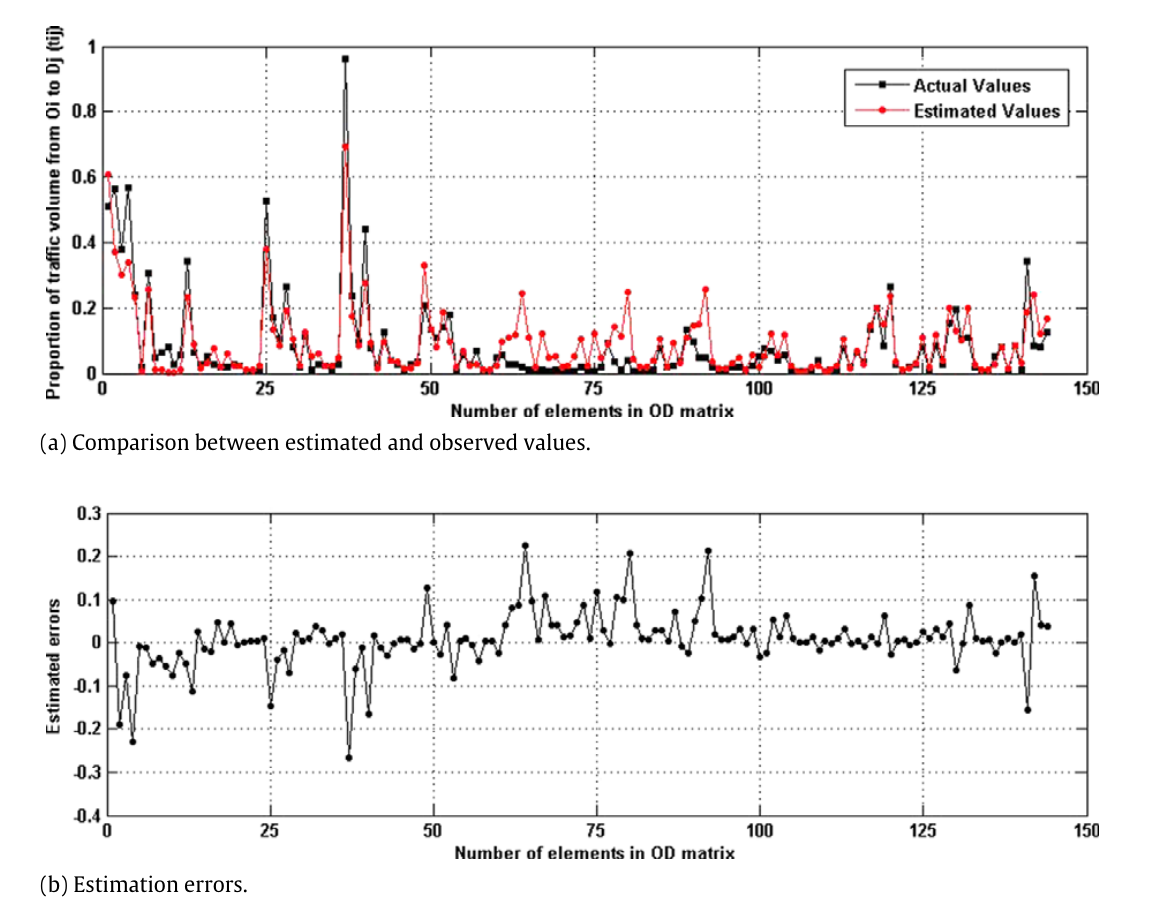 Proportion of traffic volume from Oi to Dj (tij)
1
0.8
0.6
0.4
0.2
0
Actual Values
Estimated Values
0 25 50 75 100 125 150
Number of elements in OD matrix
(a) Comparison between estimated and observed values.
Estimated errors
0.3
0.2
0.1
0
-0.1
-0.2
-0.3
-0.4
0 25 50 75 100 125 150
Number of elements in OD matrix
(b) Estimation errors.